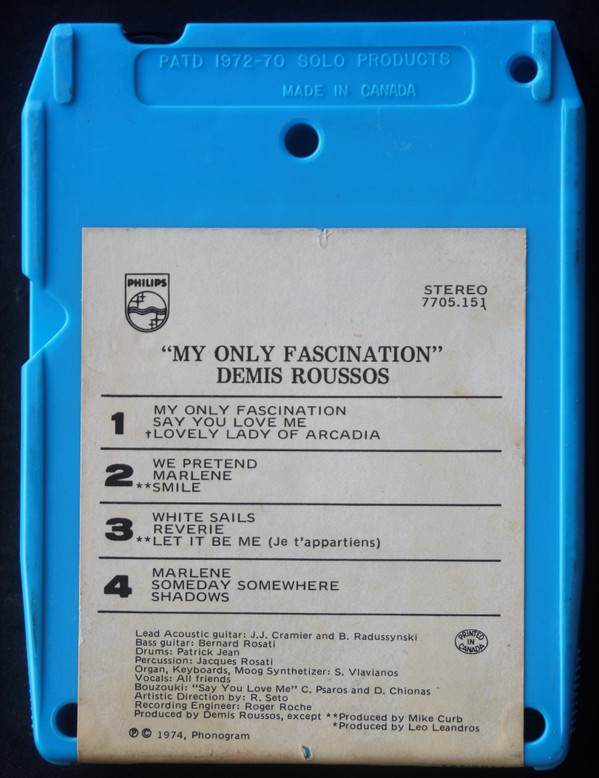 PATD 1972-70 SOLO PRODUCTS
MADE IN CANADA
PHILIPS
STEREO
7705.151
“MY ONLY FASCINATION”
DEMIS ROUSSOS
1 MY ONLY FASCINATION
SAY YOU LOVE ME
†LOVELY LADY OF ARCADIA
2 WE PRETEND
MARLENE
**SMILE
3 WHITE SAILS
REVERIE
**LET IT BE ME (Je t'appartiens)
4 MARLENE
SOMEDAY SOMEWHERE
SHADOWS
Lead Acoustic guitar: J.J. Cramier and B. Radussynski
Bass guitar: Bernard Rosati
Drums: Patrick Jean
Percussion: Jacques Rosati
Organ, Keyboards, Moog Synthetizer: S. Vlavianos
Vocals: All friends
Bouzouki: “Say You Love Me” C. Psaros and D. Chionas
Artistic Direction by: R. Seto
Recording Engineer: Roger Roche
Produced by Demis Roussos, except **Produced by Mike Curb
*Produced by Leo Leandros
PRINTED
IN
CANADA
℗ © 1974, Phonogram